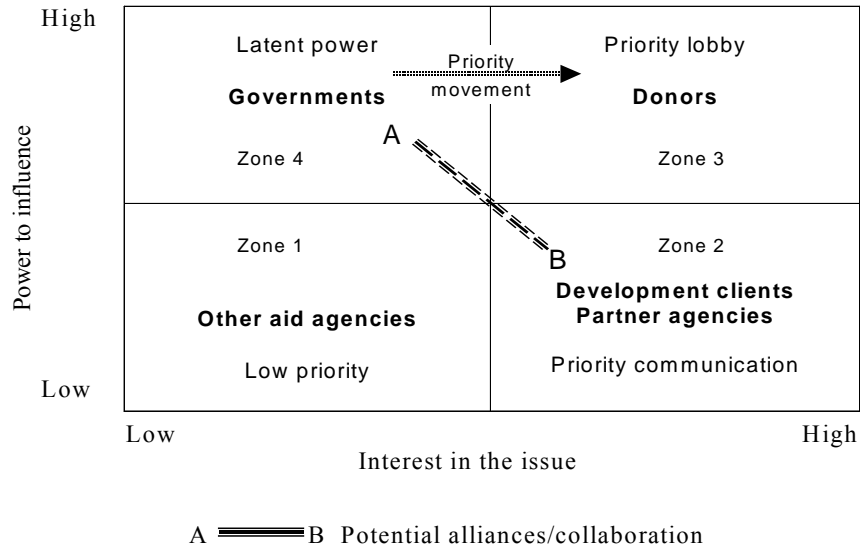 High
Latent power
Priority lobby
Priority
movement
Governments
Donors
A
Zone 4
Zone 3
Power to influence
Zone 1
Zone 2
B
Development clients
Partner agencies
Other aid agencies
Low priority
Priority communication
Low
Low
High
Interest in the issue
A B Potential alliances/collaboration